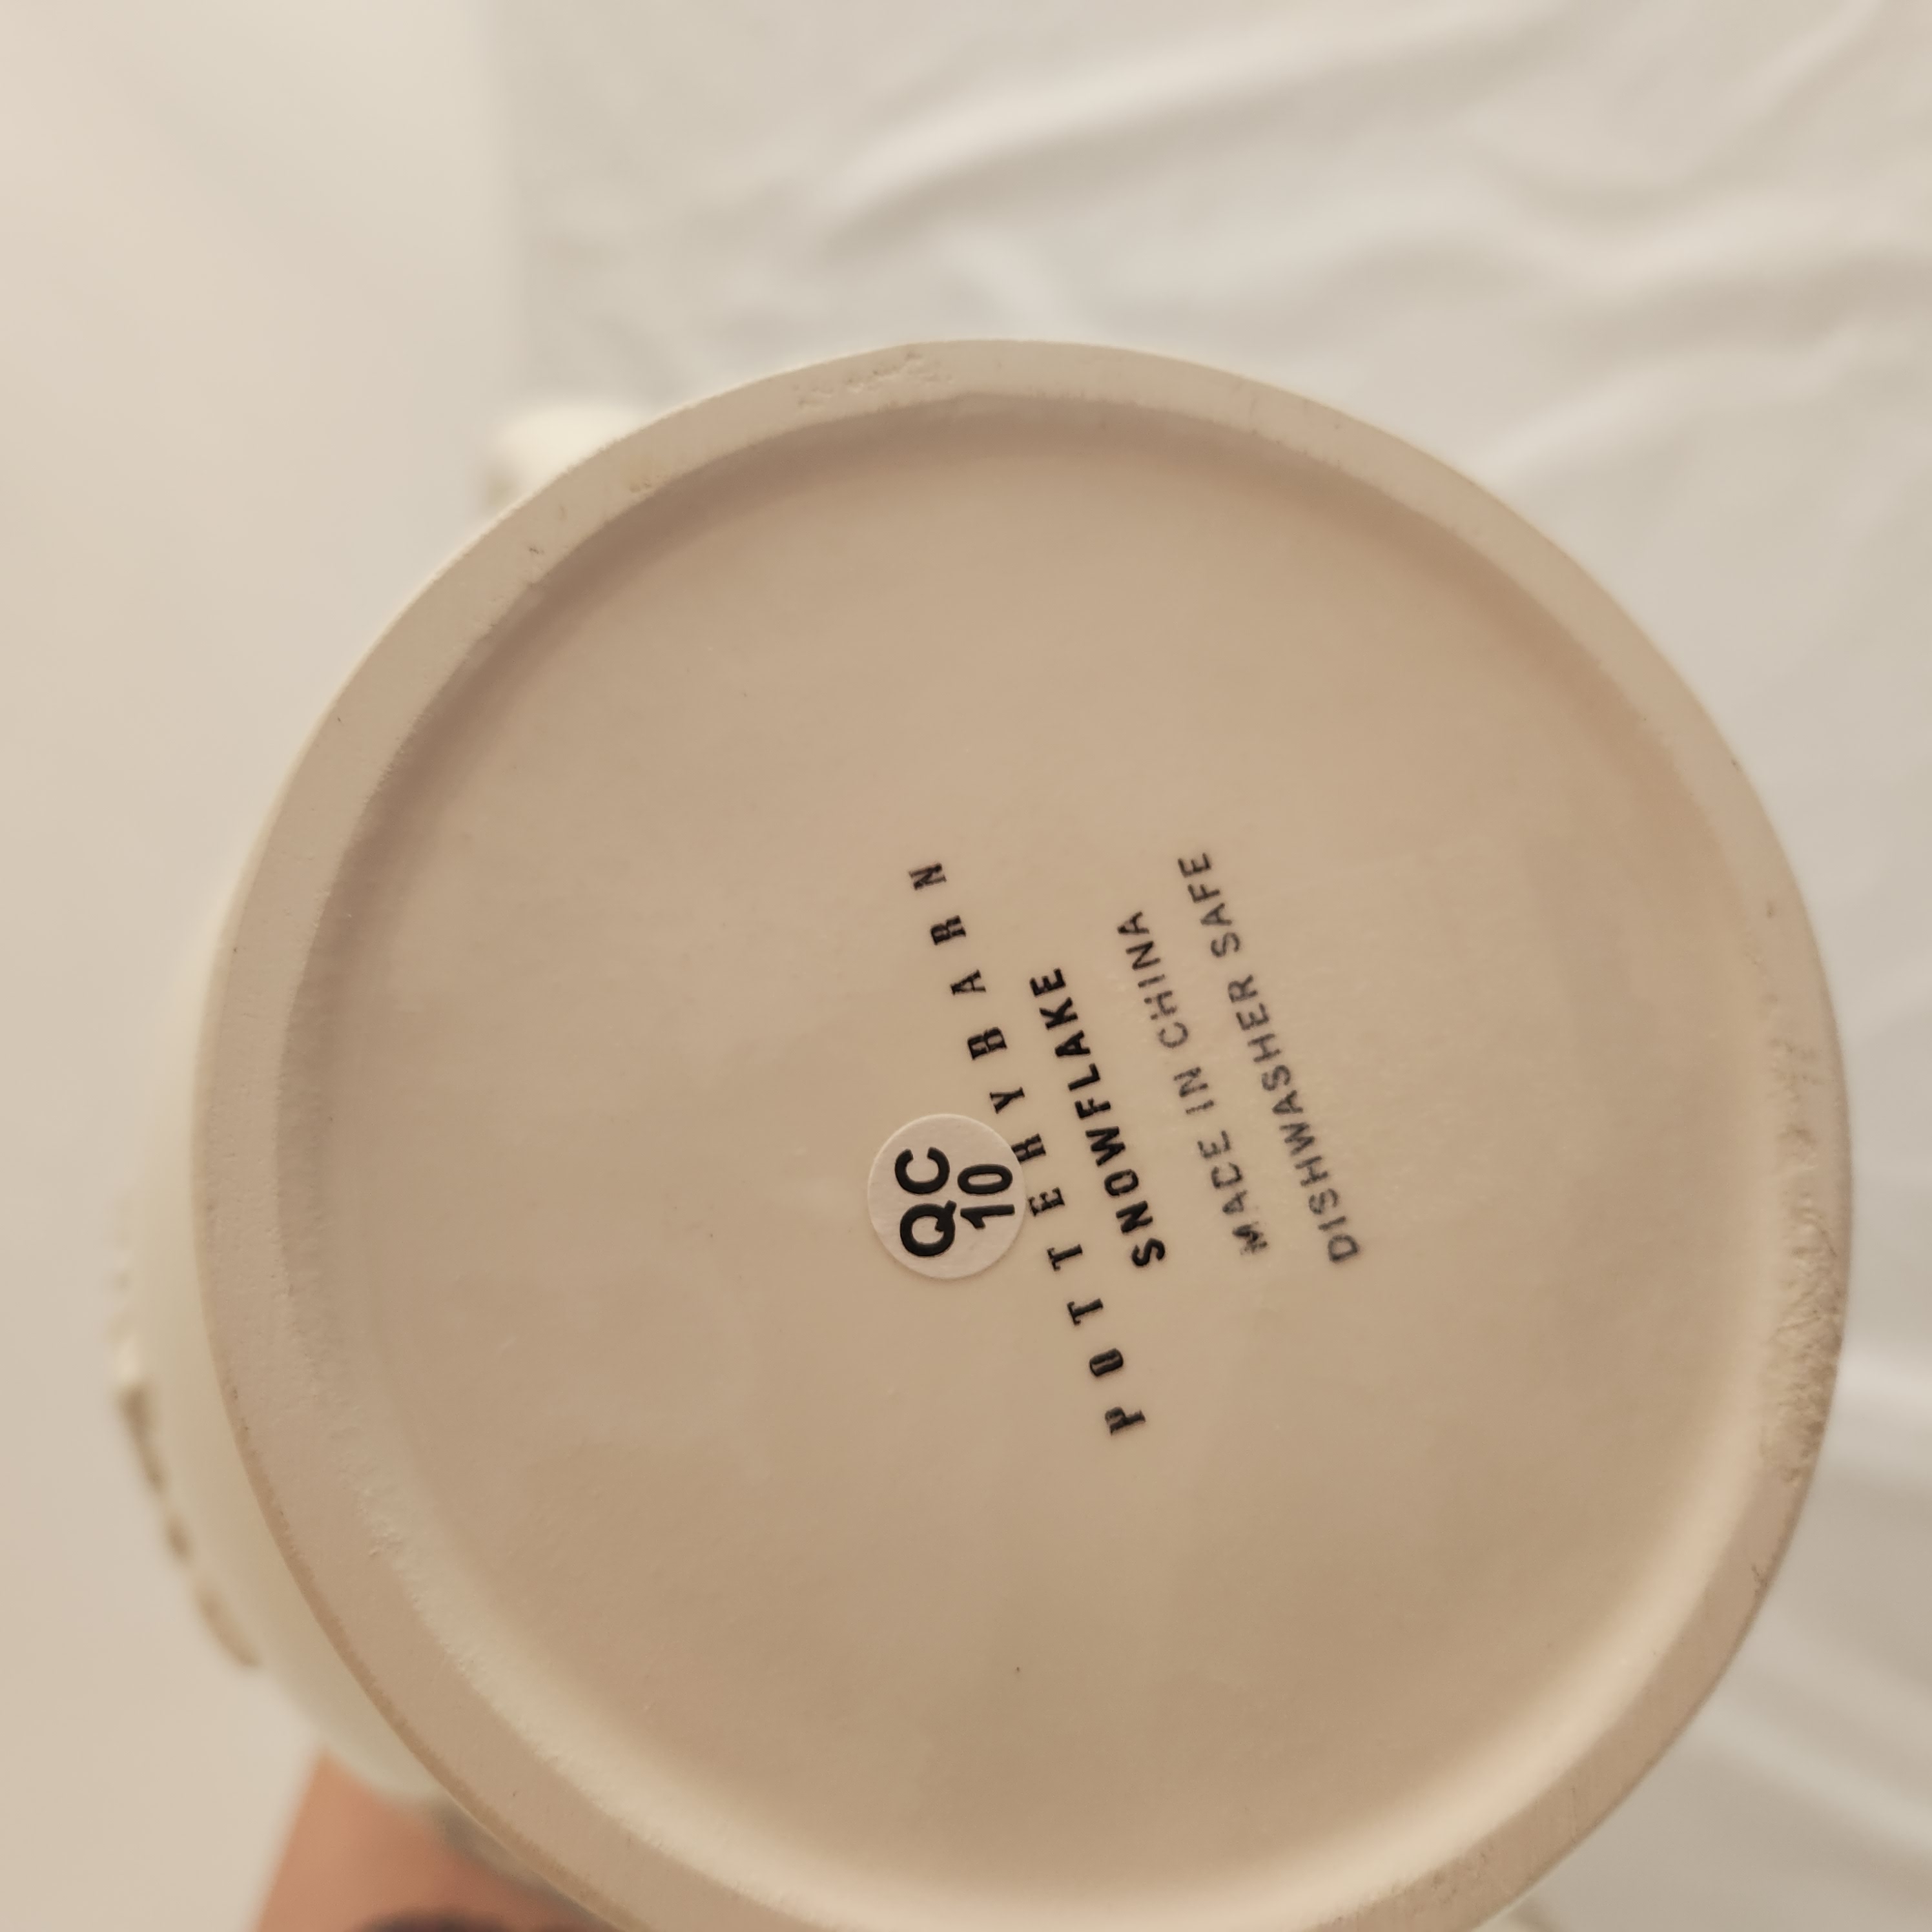 QC
10
POTTERY BARN
SNOWFLAKE
MADE IN CHINA
DISHWASHER SAFE